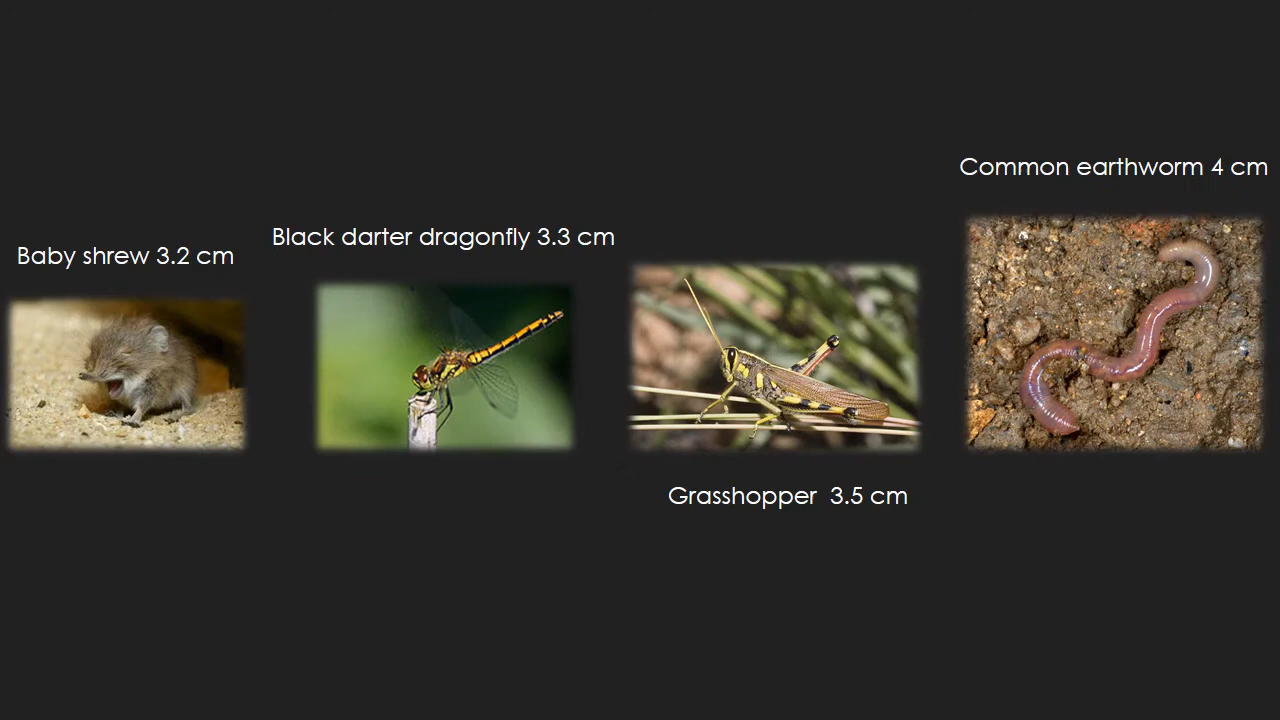 Baby shrew 3.2 cm
Black darter dragonfly 3.3 cm
Grasshopper  3.5 cm
Common earthworm 4 cm